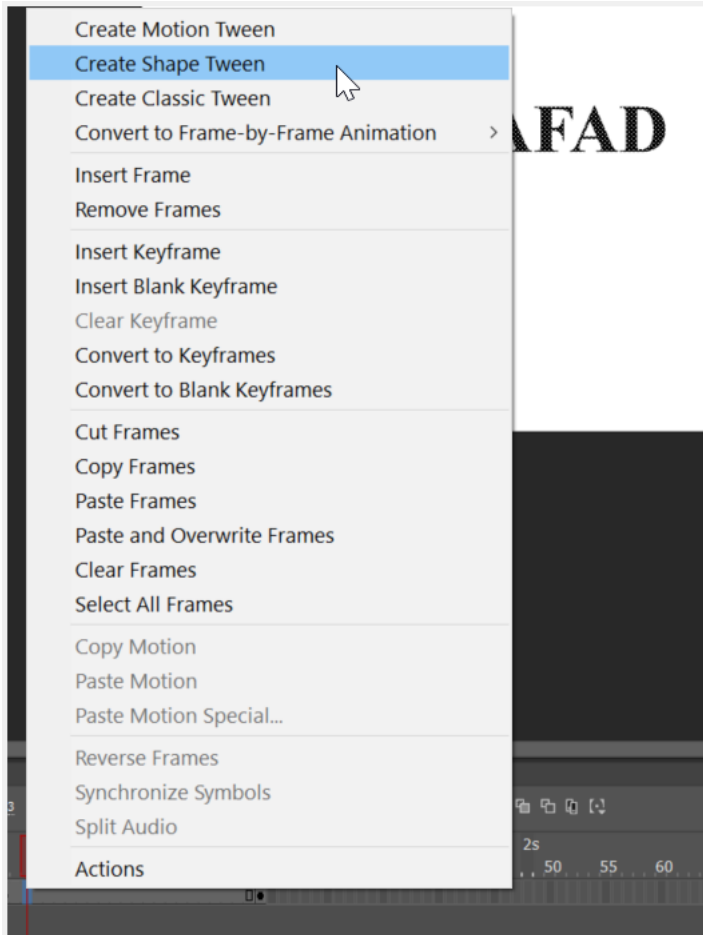 Create Motion Tween
Create Shape Tween
Create Classic Tween
Convert to Frame-by-Frame Animation
AFAD
Insert Frame
Remove Frames
Insert Keyframe
Insert Blank Keyframe
Clear Keyframe
Convert to Keyframes
Convert to Blank Keyframes
Cut Frames
Copy Frames
Paste Frames
Paste and Overwrite Frames
Clear Frames
Select All Frames
Copy Motion
Paste Motion
Paste Motion Special...
Reverse Frames
Synchronize Symbols
Split Audio
Actions
3
2s
50 55 60